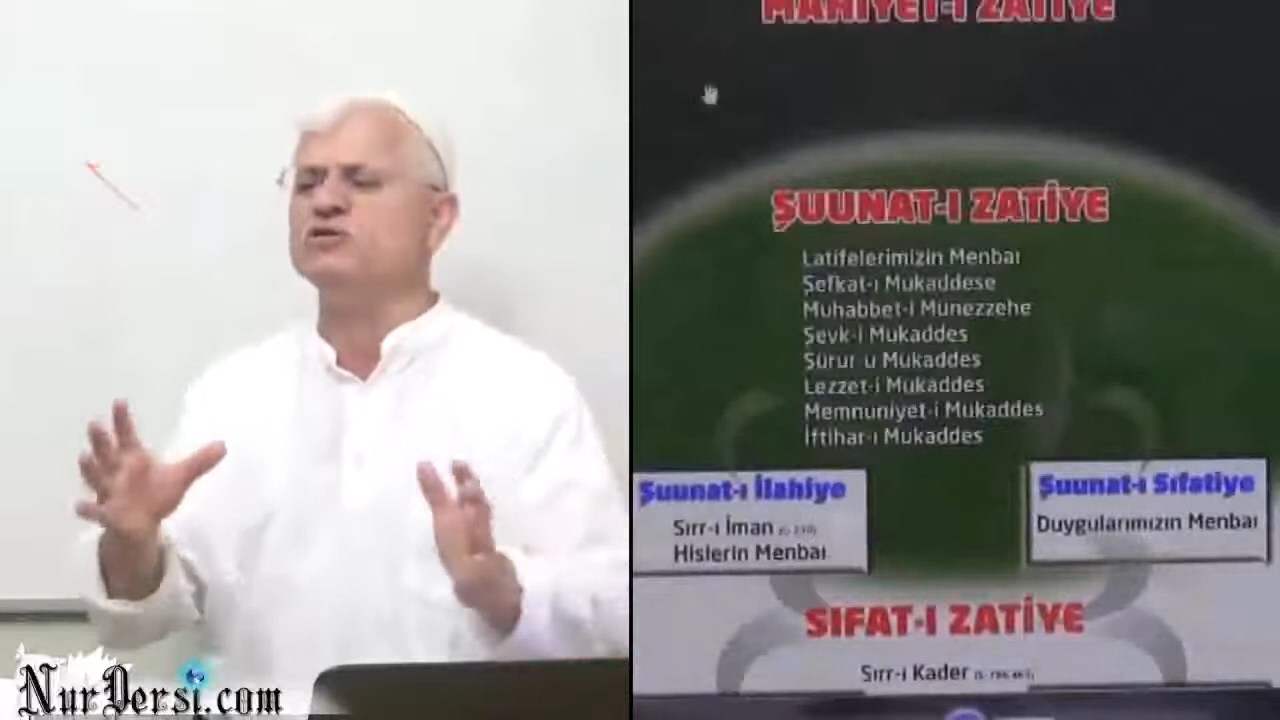 MAHİYET-İ ZATİYE
ŞUUNAT-I ZATİYE
Latifelerimizin Menbaı
Şefkat-ı Mukaddese
Muhabbet-i Münezzehe
Şevk-i Mukaddes
Sürur-u Mukaddes
Lezzet-i Mukaddes
Memnuniyet-i Mukaddes
İftihar-ı Mukaddes
Şuunat-ı İlahiye
Sırr-ı İman
Hislerin Menbaı
Şuunat-ı Sıfatiye
Duygularımızın Menbaı
SIFAT-I ZATİYE
Sırr-ı Kader
NurDersi.com